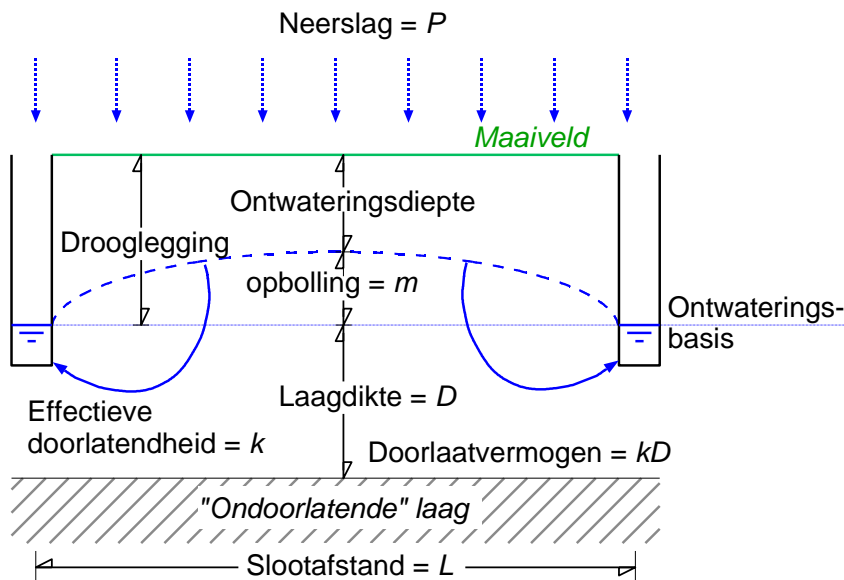 Neerslag = P
Maaiveld
Ontwateringsdiepte
Drooglegging
opbolling = m
Ontwaterings-
basis
Laagdikte = D
Effectieve
doorlatendheid = k
Doorlaatvermogen = kD
"Ondoorlatende" laag
Slootafstand = L